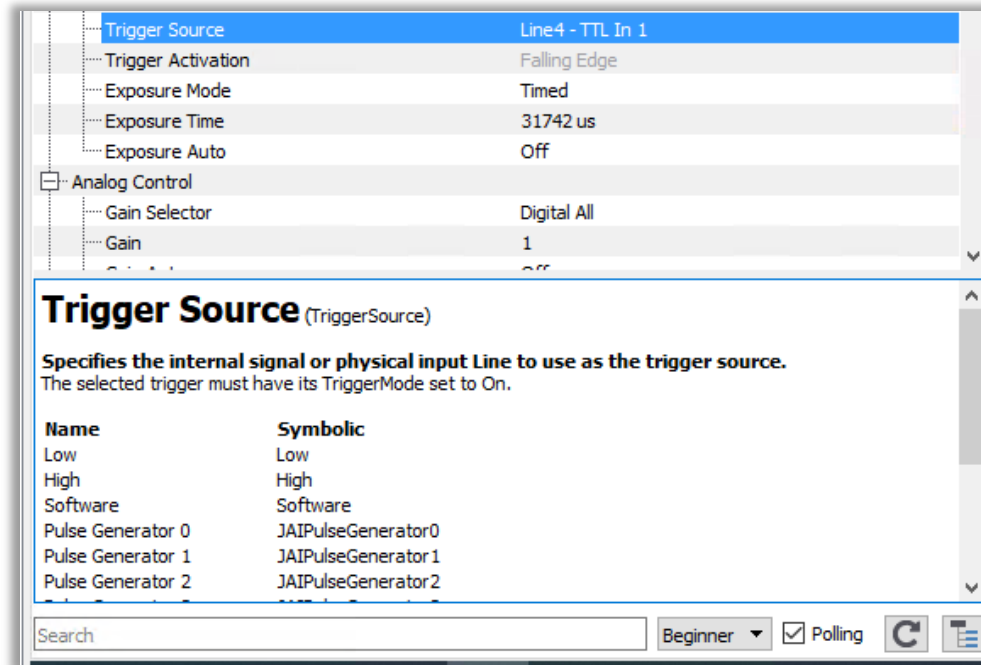 Trigger Source Line4 - TTL In 1
Trigger Activation Falling Edge
Exposure Mode Timed
Exposure Time 31742 us
Exposure Auto Off
Analog Control
Gain Selector Digital All
Gain 1
Trigger Source (TriggerSource)
Specifies the internal signal or physical input Line to use as the trigger source.
The selected trigger must have its TriggerMode set to On.
Name Symbolic
Low Low
High High
Software Software
Pulse Generator 0 JAIPulseGenerator0
Pulse Generator 1 JAIPulseGenerator1
Pulse Generator 2 JAIPulseGenerator2
Search Beginner Polling